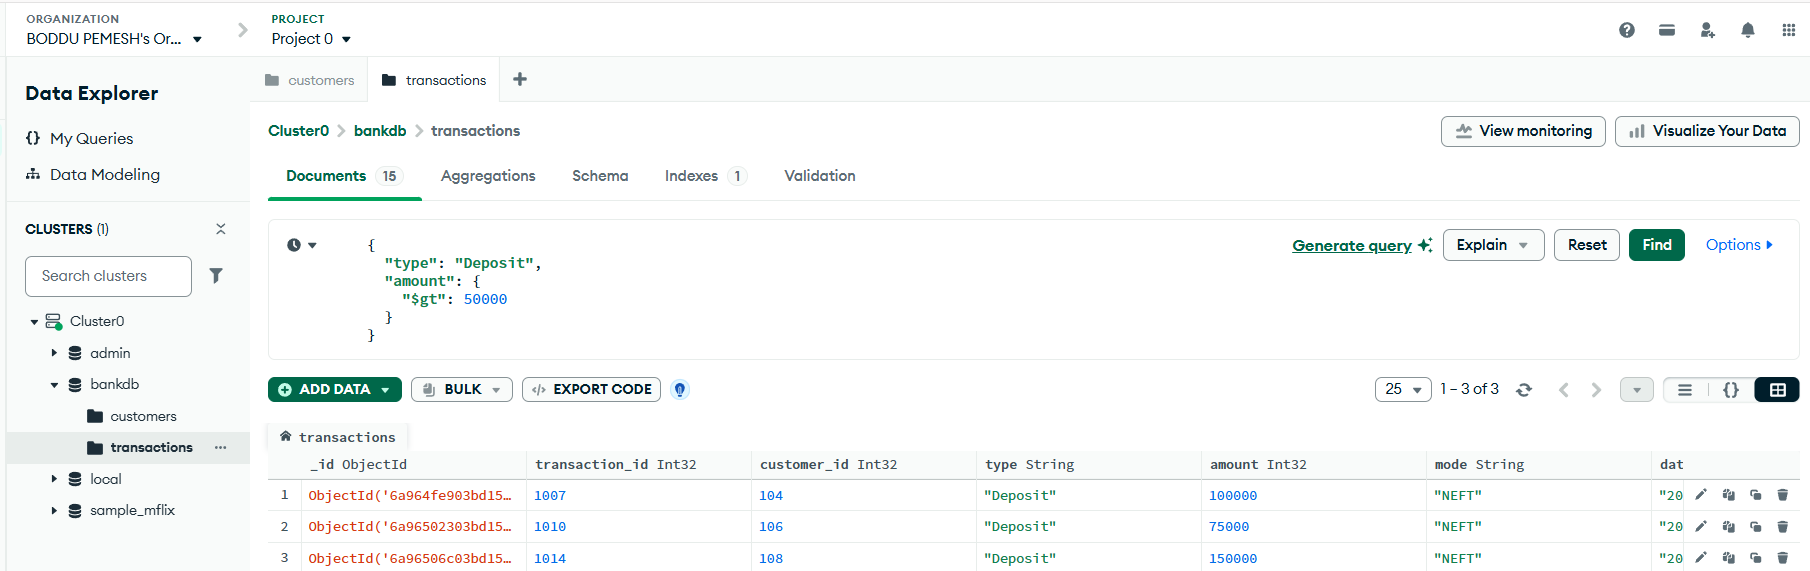 ORGANIZATION
BODDU PEMESH's Or...
PROJECT
Project 0
Data Explorer
My Queries
Data Modeling
CLUSTERS (1)
Search clusters
Cluster0
admin
bankdb
customers
transactions
local
sample_mflix
customers
transactions
Cluster0 > bankdb > transactions
View monitoring
Visualize Your Data
Documents 15
Aggregations
Schema
Indexes 1
Validation
{
"type": "Deposit",
"amount": {
"$gt": 50000
}
}
Generate query
Explain
Reset
Find
Options
ADD DATA
BULK
EXPORT CODE
25
1 – 3 of 3
transactions
_id ObjectId transaction_id Int32 customer_id Int32 type String amount Int32 mode String dat
1 ObjectId('6a964fe903bd15… 1007 104 "Deposit" 100000 "NEFT" "20
2 ObjectId('6a96502303bd15… 1010 106 "Deposit" 75000 "NEFT" "20
3 ObjectId('6a96506c03bd15… 1014 108 "Deposit" 150000 "NEFT" "20